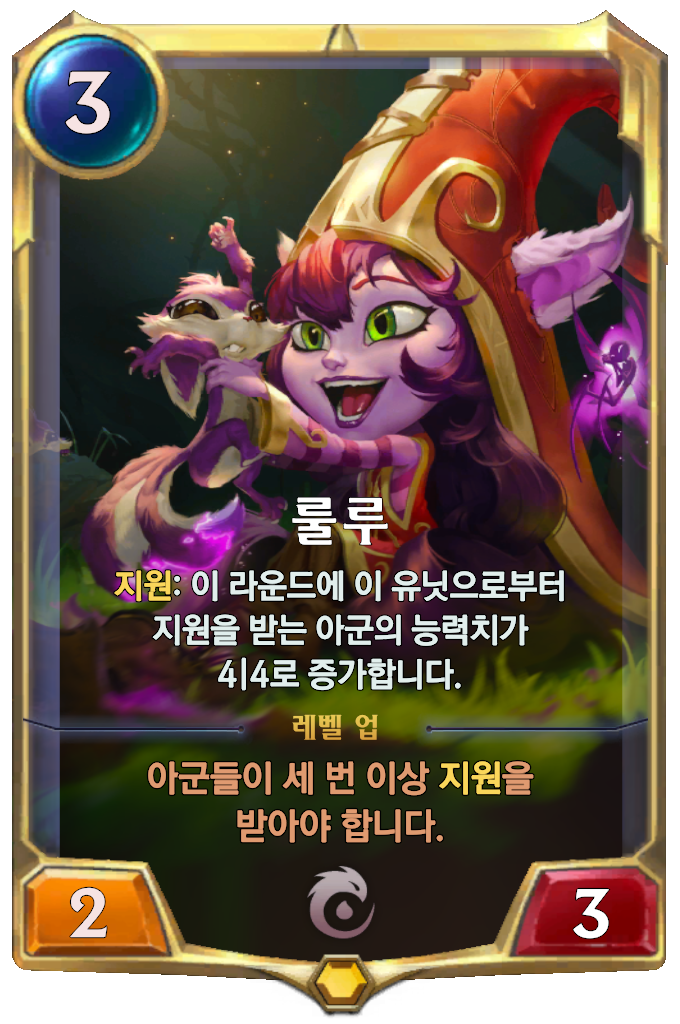 3
룰루
지원: 이 라운드에 이 유닛으로부터
지원을 받는 아군의 능력치가
4|4로 증가합니다.
레벨 업
아군들이 세 번 이상 지원을
받아야 합니다.
2
3